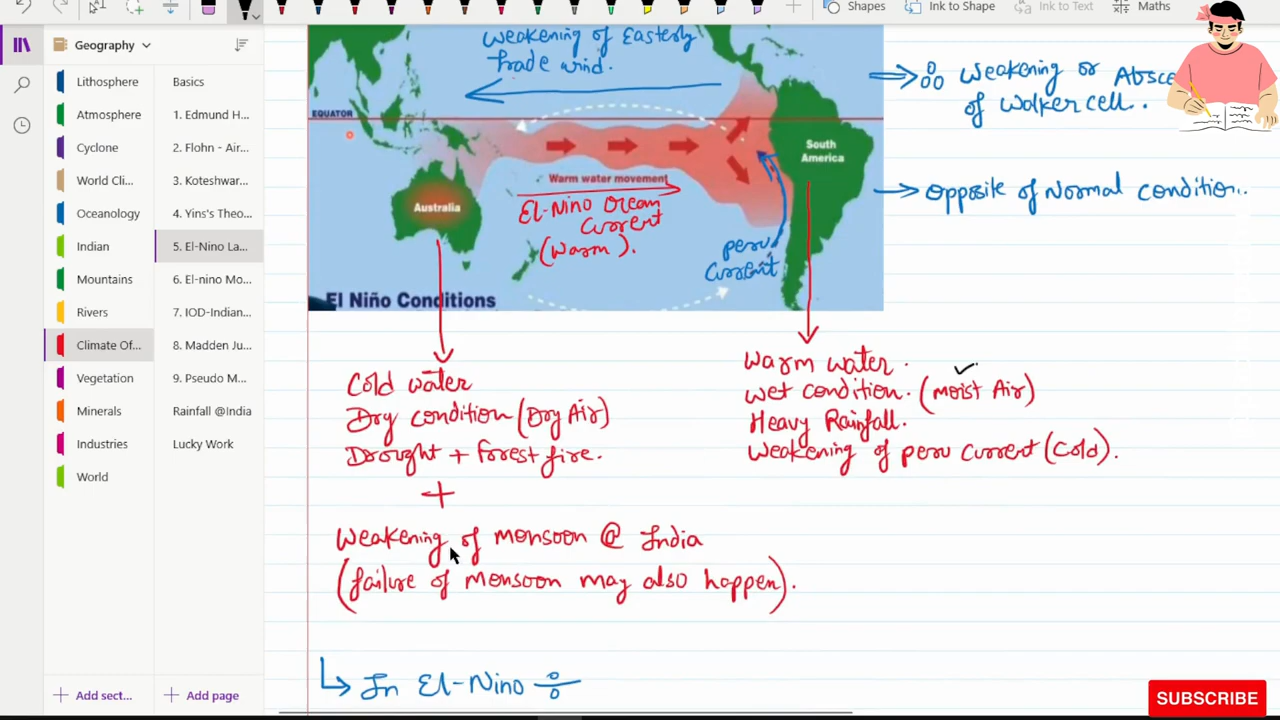 Shapes
Ink to Shape
Ink to Text
Maths
Geography
Lithosphere
Atmosphere
Cyclone
World Cli...
Oceanology
Indian
Mountains
Rivers
Climate Of...
Vegetation
Minerals
Industries
World
Add sect...
Basics
1. Edmund H...
2. Flohn - Air...
3. Koteshwar...
4. Yins's Theo...
5. El-Nino La...
6. El-nino Mo...
7. IOD-Indian...
8. Madden Ju...
9. Pseudo M...
Rainfall @India
Lucky Work
Add page
Weakening of Easterly
Trade wind.
EQUATOR
South
America
Warm water movement
Australia
El-Nino Ocean
Current
(Warm).
Peru
Current
El Niño Conditions
Weakening or Absce
of Walker cell..
Opposite of Normal condition..
Cold water
Dry condition (Dry Air)
Drought + forest fire.
+
Weakening of monsoon @ India
(failure of monsoon may also happen).
Warm water.
Wet condition. (moist Air)
Heavy Rainfall.
Weakening of peru current (Cold).
In El-Nino
SUBSCRIBE